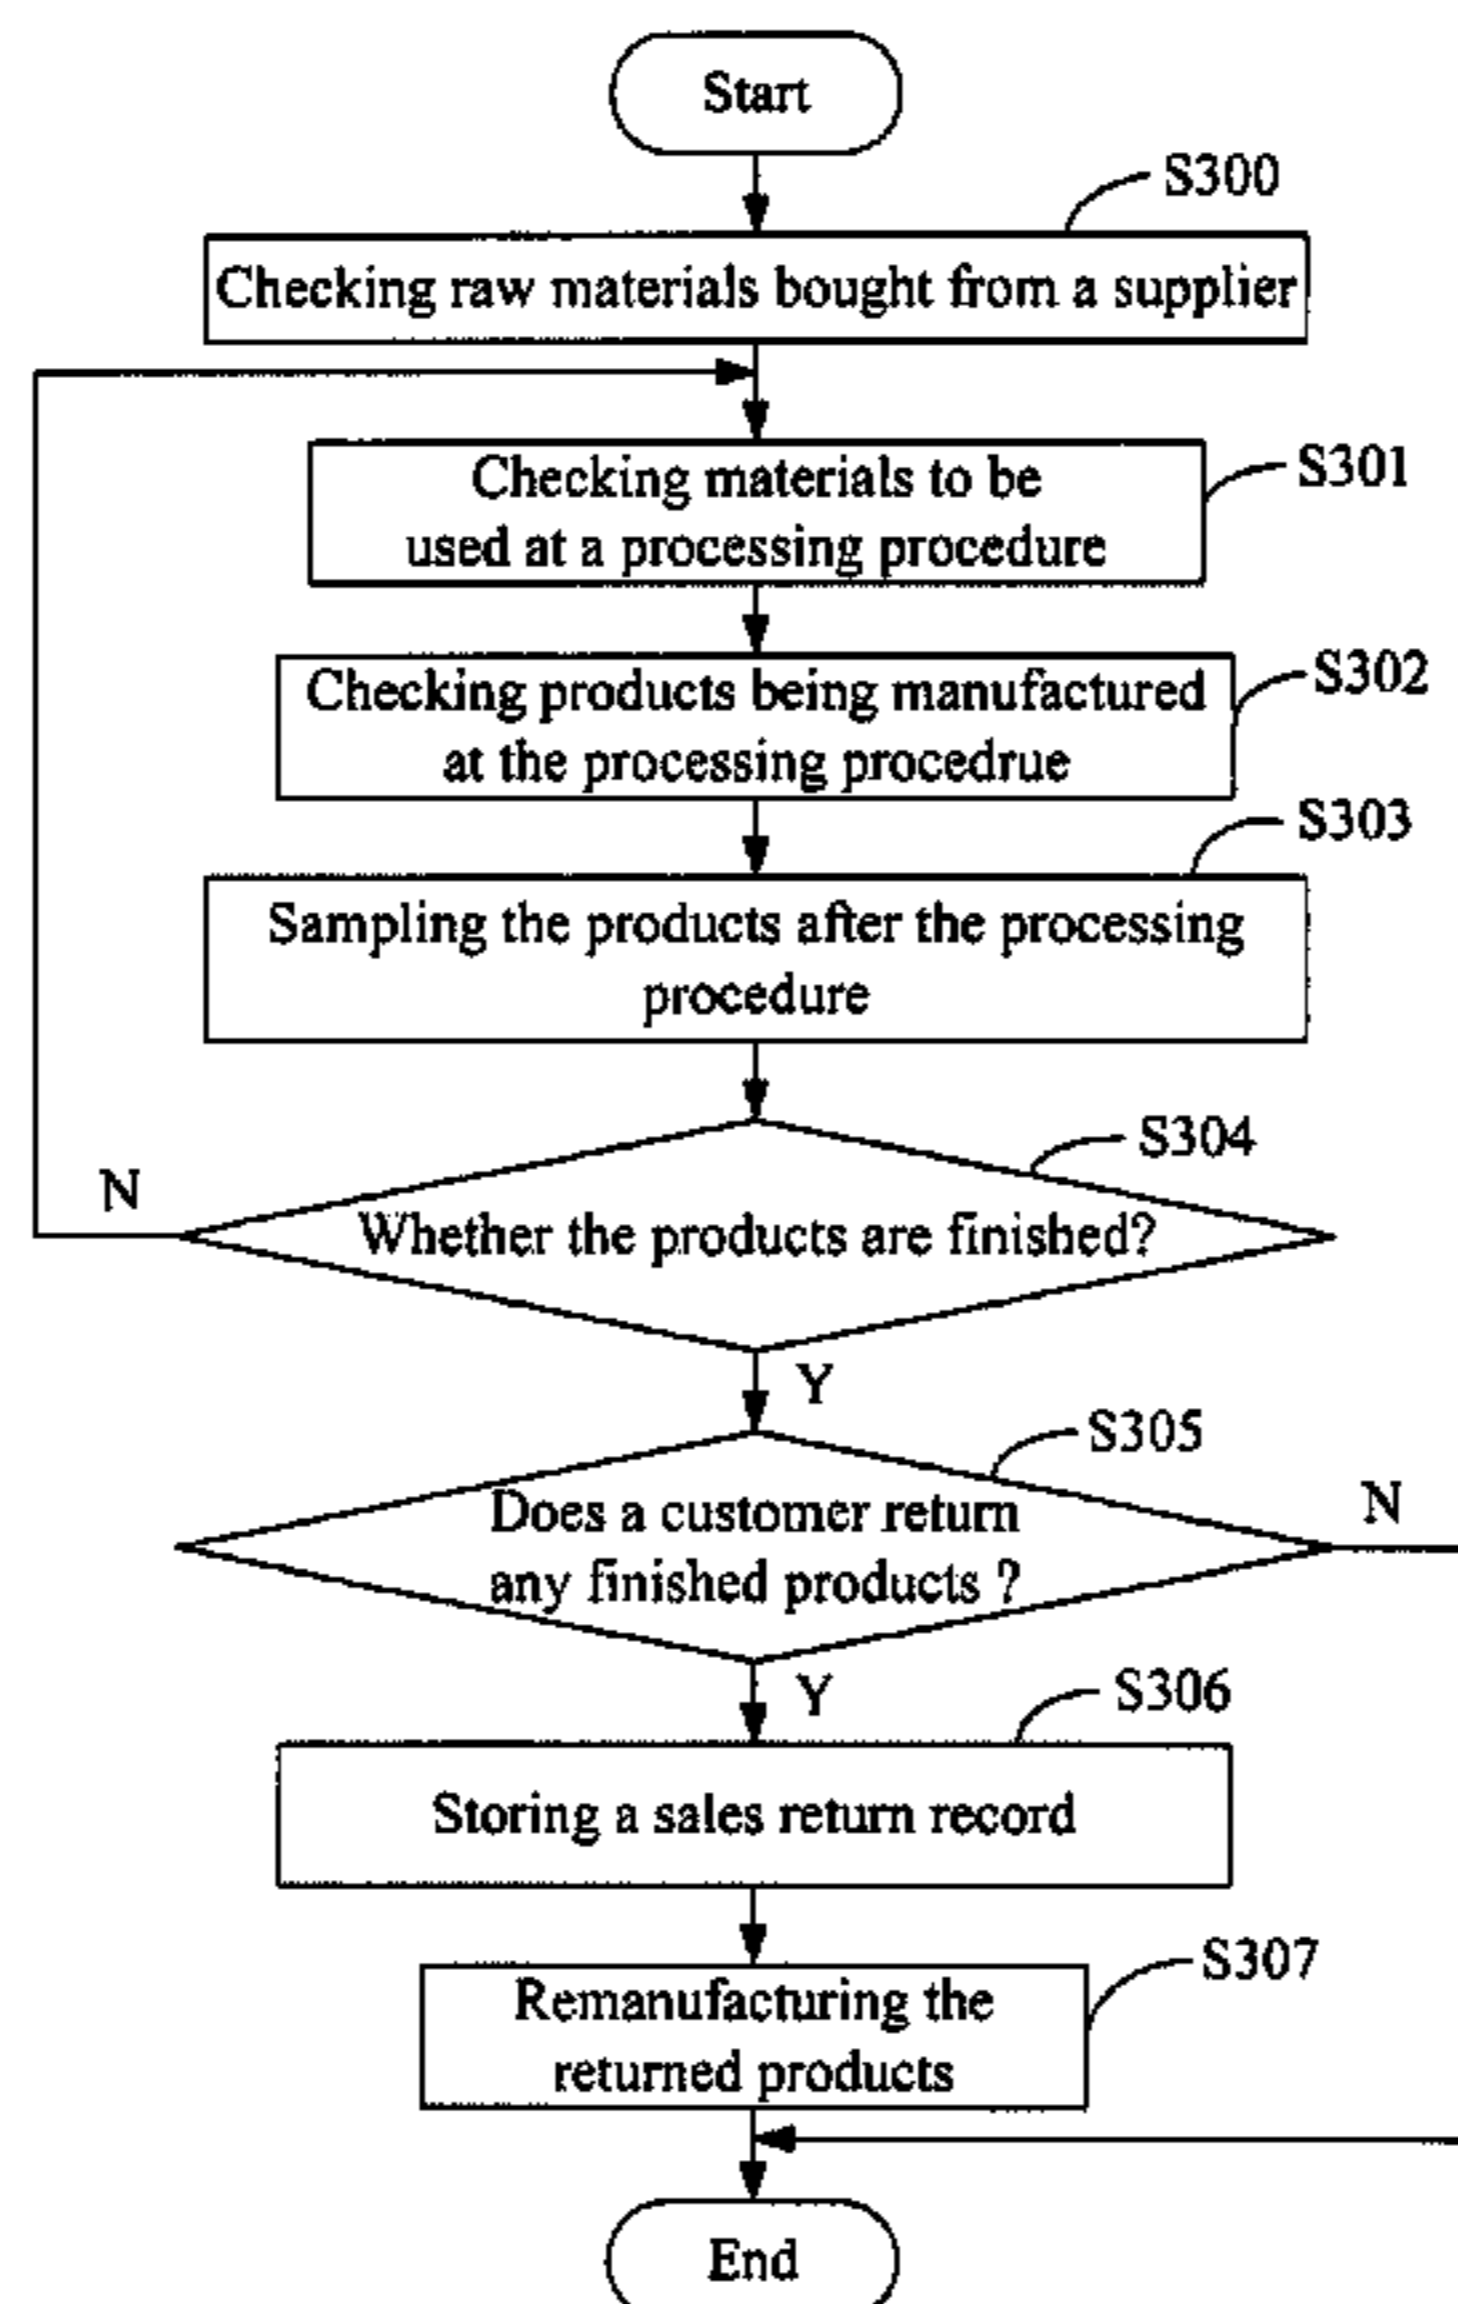 Start
S300
Checking raw materials bought from a supplier
S301
Checking materials to be
used at a processing procedure
S302
Checking products being manufactured
at the processing procedrue
S303
Sampling the products after the processing
procedure
S304
N
Whether the products are finished?
Y
S305
N
Does a customer return
any finished products ?
Y
S306
Storing a sales return record
S307
Remanufacturing the
returned products
End